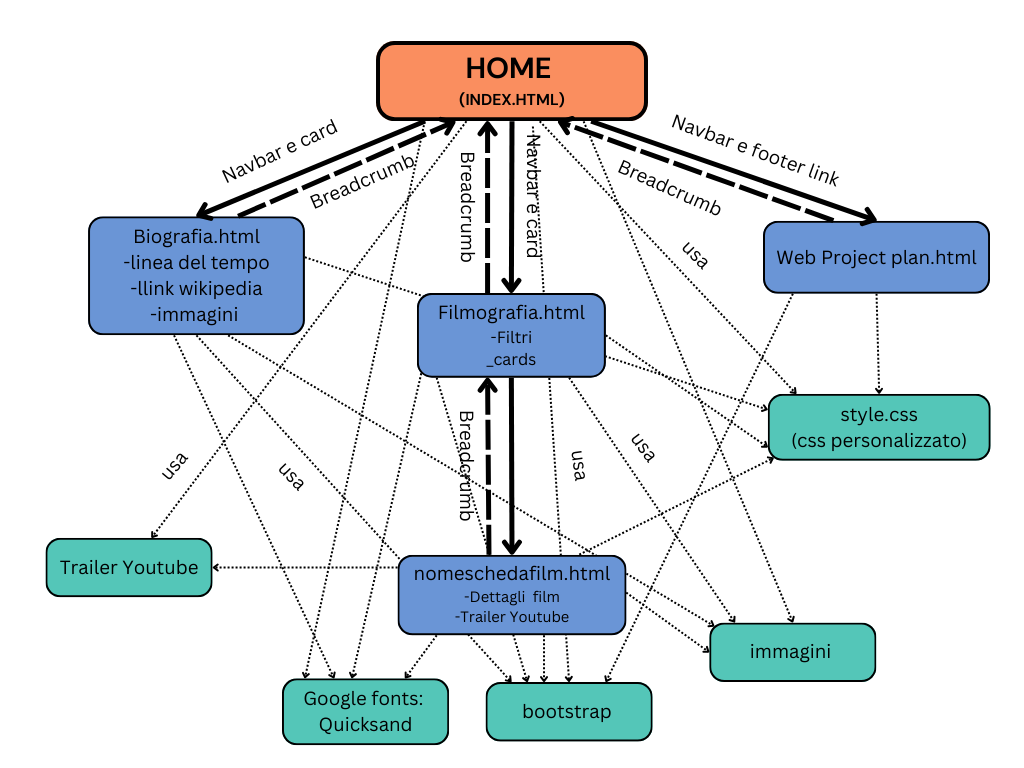 HOME
(INDEX.HTML)
Navbar e card
Breadcrumb
Breadcrumb
Navbar e card
Navbar e footer link
Breadcrumb
Biografia.html
-linea del tempo
-llink wikipedia
-immagini
usa
Web Project plan.html
Filmografia.html
-Filtri
_cards
style.css
(css personalizzato)
usa
usa
Breadcrumb
usa
usa
Trailer Youtube
nomeschedafilm.html
-Dettagli film
-Trailer Youtube
immagini
Google fonts:
Quicksand
bootstrap